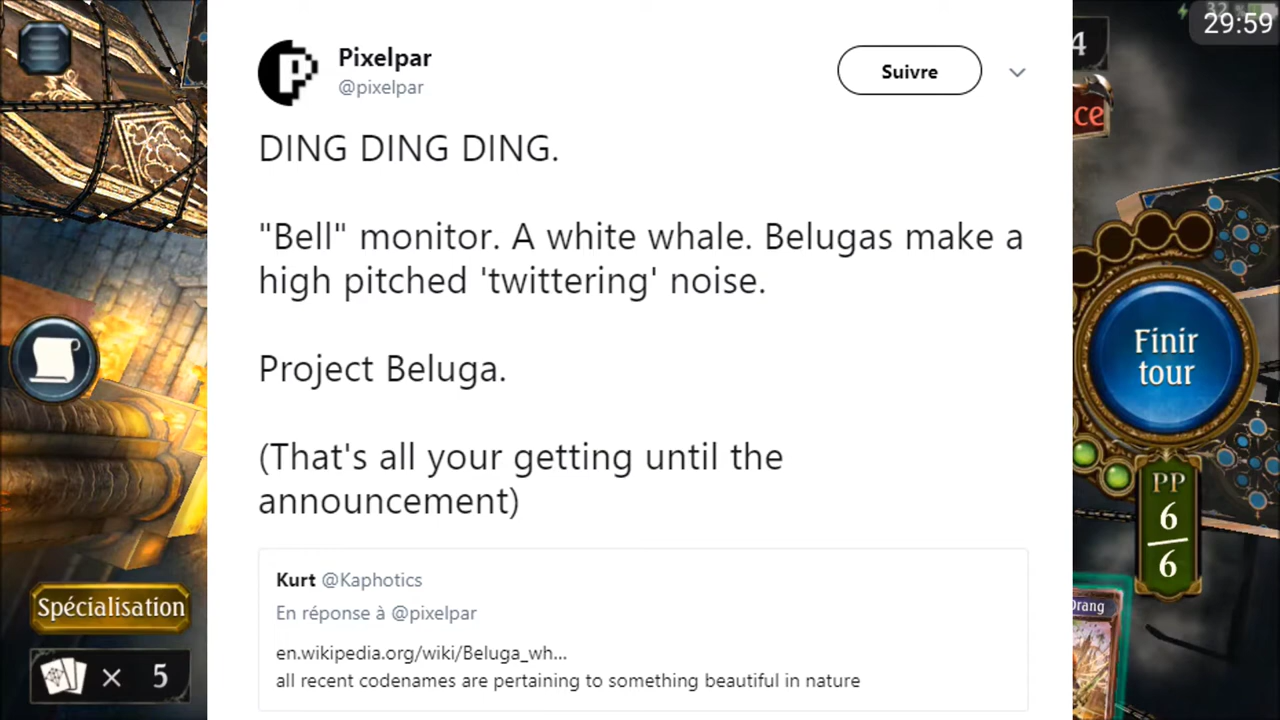 29:59
Pixelpar
@pixelpar
Suivre
DING DING DING.
"Bell" monitor. A white whale. Belugas make a
high pitched 'twittering' noise.
Project Beluga.
(That's all your getting until the
announcement)
Kurt @Kaphotics
En réponse à @pixelpar
en.wikipedia.org/wiki/Beluga_wh...
all recent codenames are pertaining to something beautiful in nature
4
ce
Finir
tour
PP
6
6
Spécialisation
× 5